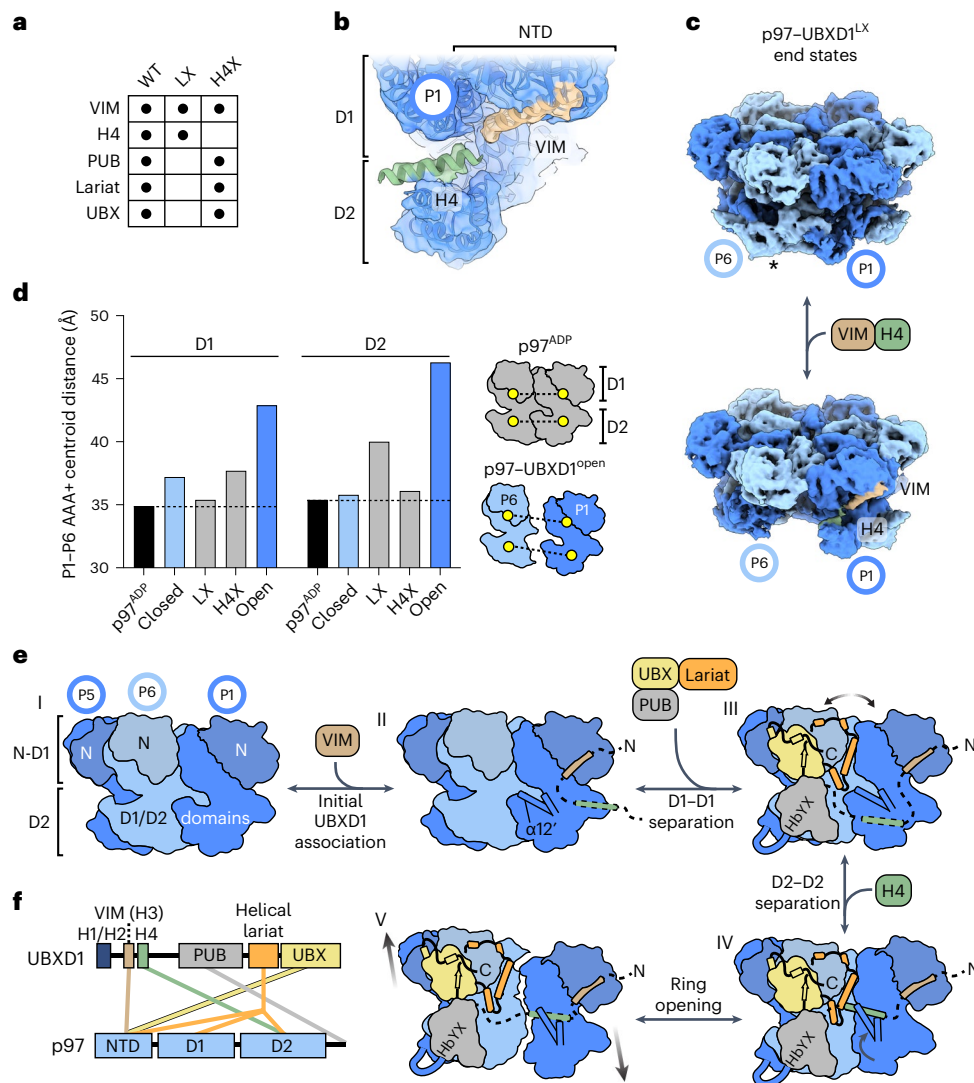 a
WT LX H4X
VIM
H4
PUB
Lariat
UBX
b
NTD
D1
P1
VIM
H4
D2
c
p97–UBXD1^LX
end states
P6
*
P1
VIM H4
VIM
H4
P6
P1
d
P1–P6 AAA+ centroid distance (Å)
50
45
40
35
30
D1
D2
p97^ADP
Closed
LX
H4X
Open
p97^ADP
Closed
LX
H4X
Open
p97^ADP
D1
D2
p97–UBXD1^open
P6
P1
e
I
P5
P6
P1
N-D1
D2
N
N
N
D1/D2 domains
VIM
Initial
UBXD1
association
II
N
α12′
UBX Lariat
PUB
D1–D1
separation
III
N
C
HbYX
D2–D2
separation
H4
IV
N
C
HbYX
Ring
opening
V
N
C
HbYX
f
VIM (H3)
H1/H2 H4
Helical
lariat
UBXD1
PUB
UBX
p97
NTD
D1
D2